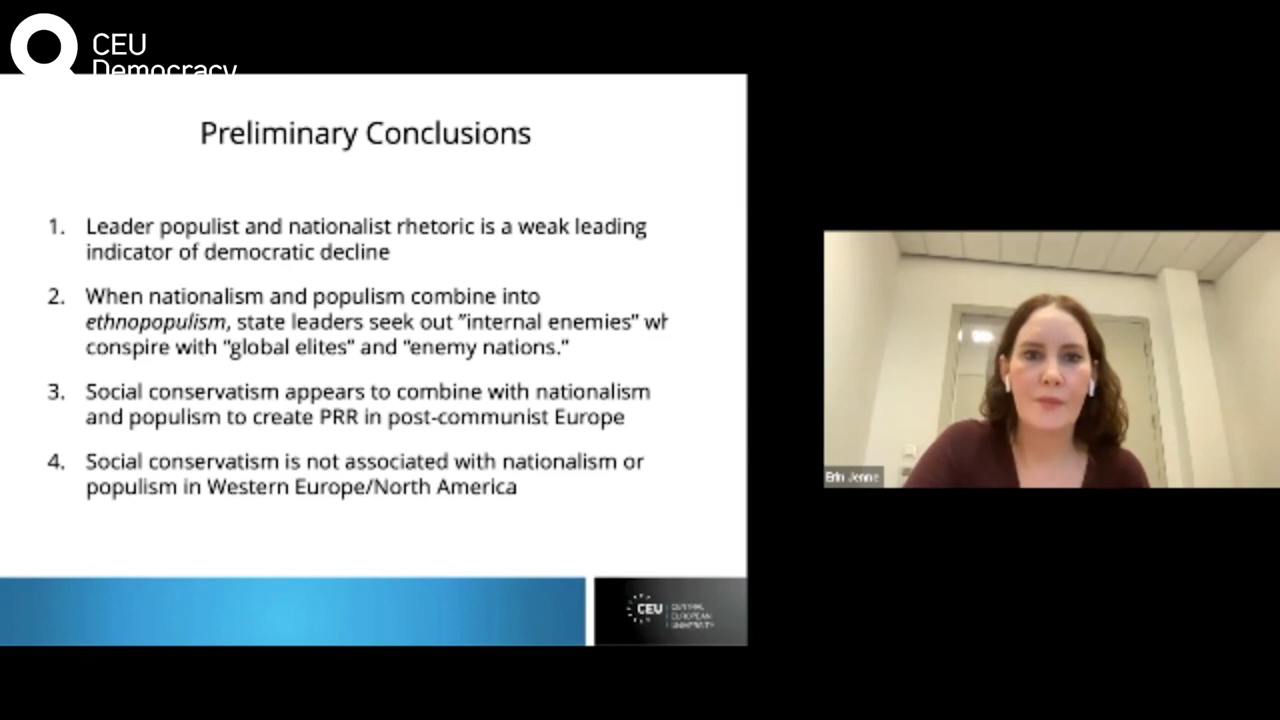 CEU
Democracy
Preliminary Conclusions
1. Leader populist and nationalist rhetoric is a weak leading
indicator of democratic decline
2. When nationalism and populism combine into
ethnopopulism, state leaders seek out ”internal enemies” wh
conspire with “global elites” and “enemy nations.”
3. Social conservatism appears to combine with nationalism
and populism to create PRR in post-communist Europe
4. Social conservatism is not associated with nationalism or
populism in Western Europe/North America
CEU
CENTRAL
EUROPEAN
UNIVERSITY
Erin Jenne